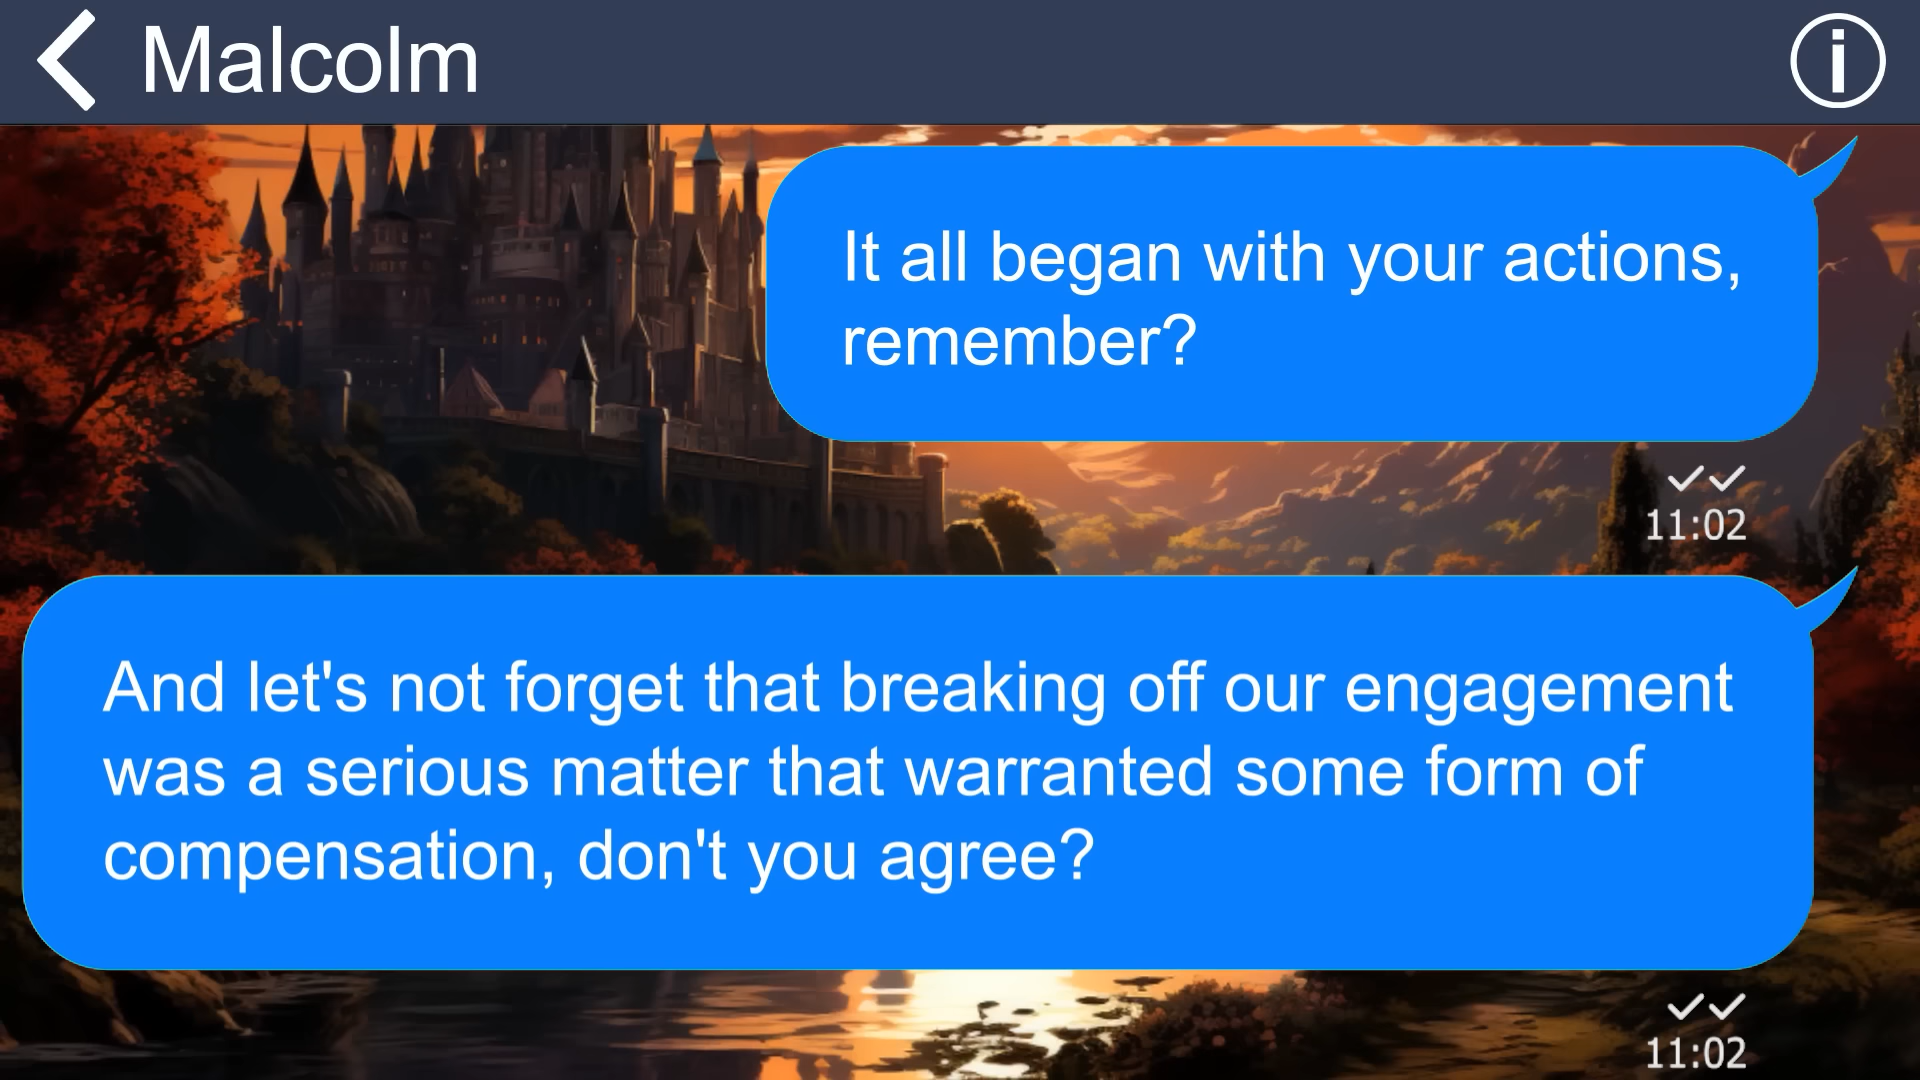 Malcolm
It all began with your actions,
remember?
11:02
And let's not forget that breaking off our engagement
was a serious matter that warranted some form of
compensation, don't you agree?
11:02